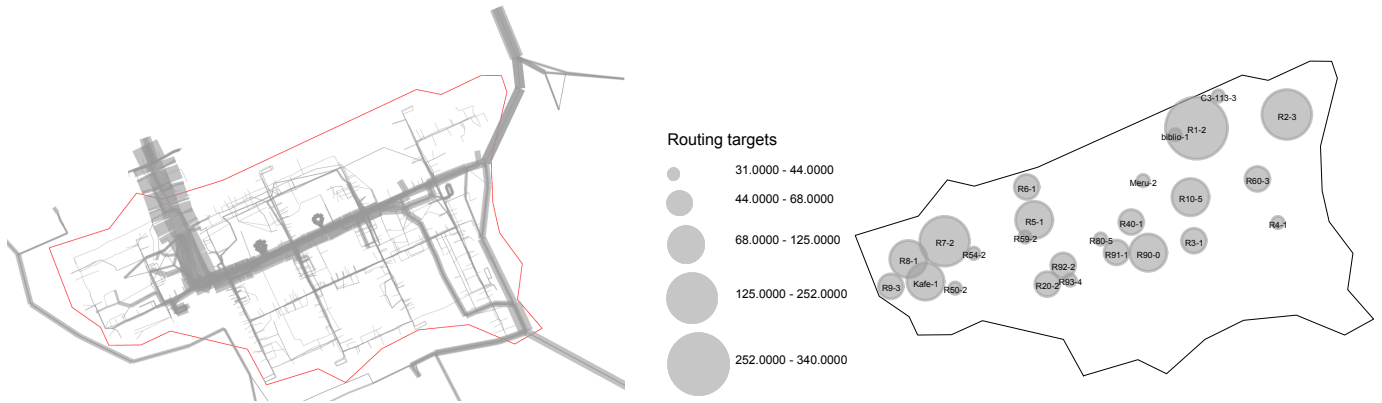 Routing targets
31.0000 - 44.0000
44.0000 - 68.0000
68.0000 - 125.0000
125.0000 - 252.0000
252.0000 - 340.0000
C3-113-3
R2-3
R1-2
biblio-1
Meru-2
R60-3
R6-1
R10-5
R5-1
R40-1
R4-1
R59-2
R80-5
R3-1
R7-2
R54-2
R91-1
R90-0
R8-1
R92-2
R9-3
Kafe-1
R50-2
R20-2
R93-4